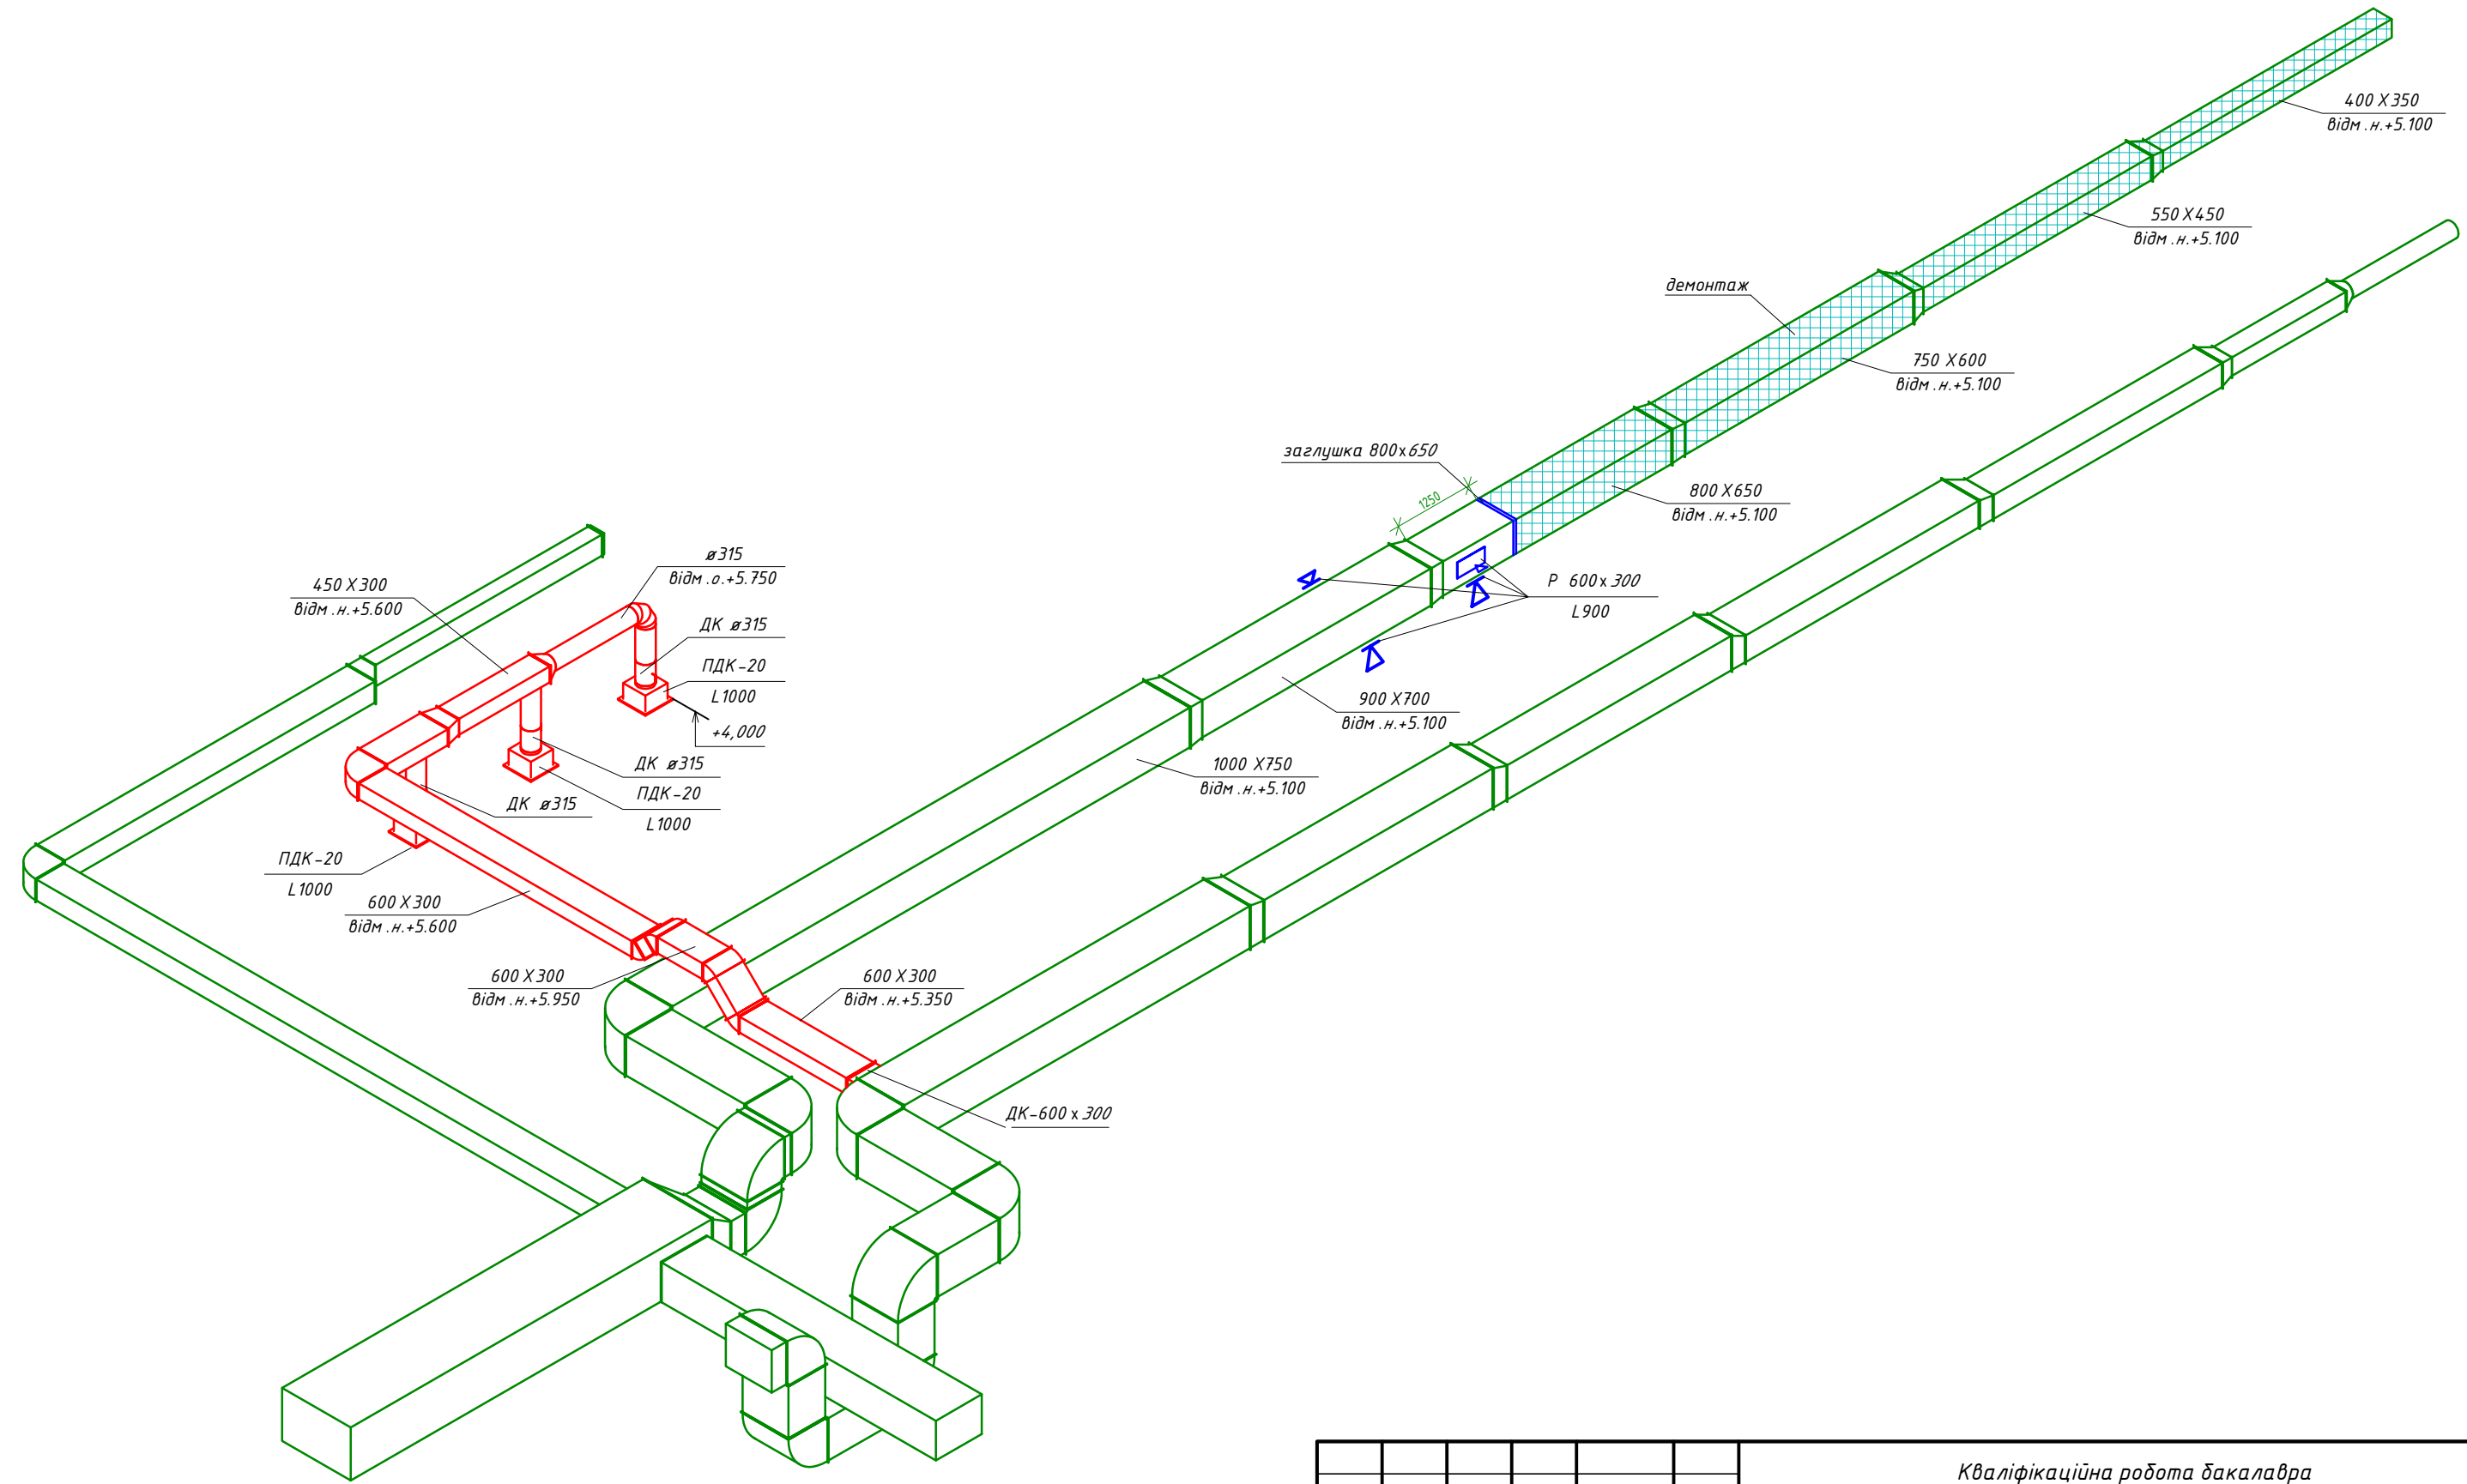 400 X 350
відм.н.+5.100
550 X 450
відм.н.+5.100
демонтаж
750 X 600
відм.н.+5.100
заглушка 800x650
1250
800 X 650
відм.н.+5.100
ø315
відм.о.+5.750
450 X 300
відм.н.+5.600
Р 600x300
L900
ДК ø315
ПДК-20
L1000
+4,000
900 X 700
відм.н.+5.100
ДК ø315
1000 X 750
відм.н.+5.100
ПДК-20
L1000
ДК ø315
ПДК-20
L1000
600 X 300
відм.н.+5.600
600 X 300
відм.н.+5.950
600 X 300
відм.н.+5.350
ДК-600x300
Кваліфікаційна робота бакалавра